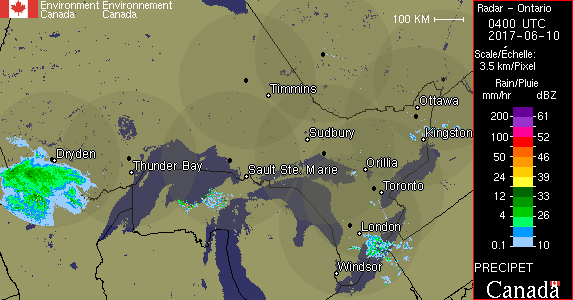 Environment Environnement
Canada Canada
100 KM
Timmins
Ottawa
Sudbury
Kingston
Dryden
Thunder Bay
Sault Ste. Marie
Orillia
Toronto
London
Windsor
Radar - Ontario
0400 UTC
2017-06-10
Scale/Échelle:
3.5 km/Pixel
Rain/Pluie
mm/hr dBZ
200 61
100 52
50 46
24 39
12 33
4 26
0.1 10
PRECIPET
Canada